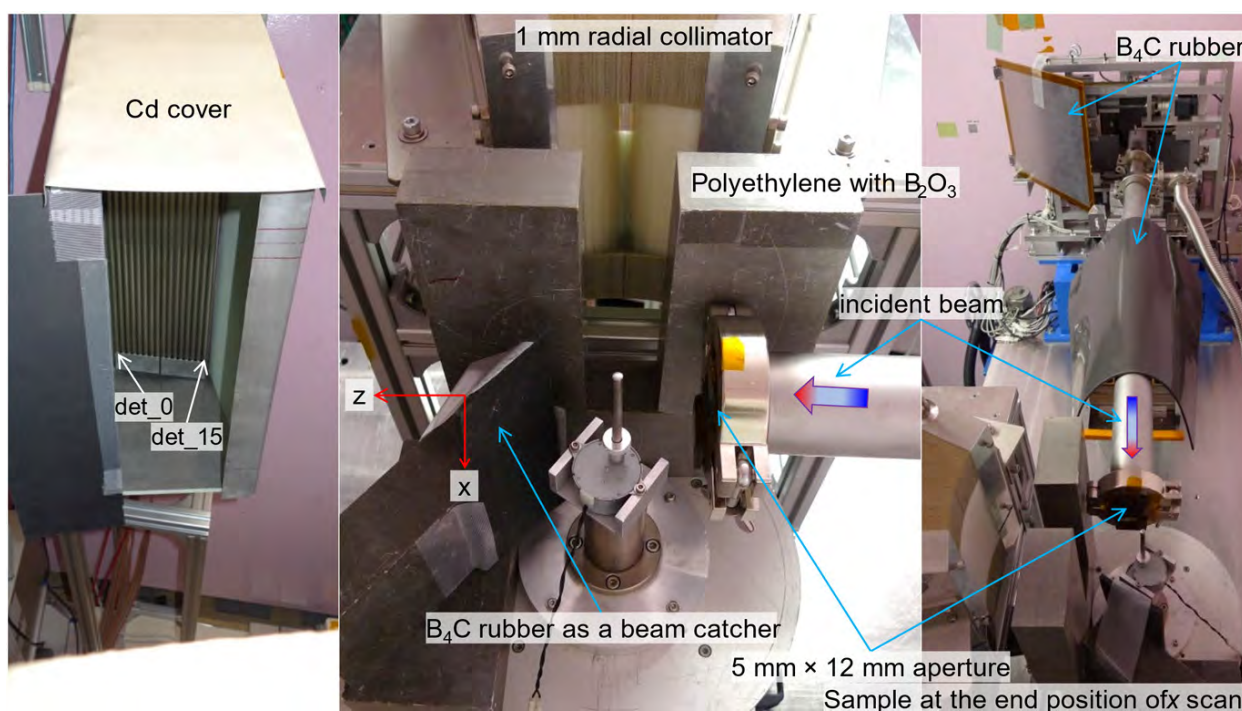 Cd cover
det_0
det_15
1 mm radial collimator
Polyethylene with B₂O₃
incident beam
z
x
B₄C rubber as a beam catcher
5 mm × 12 mm aperture
B₄C rubber
Sample at the end position ofx scan